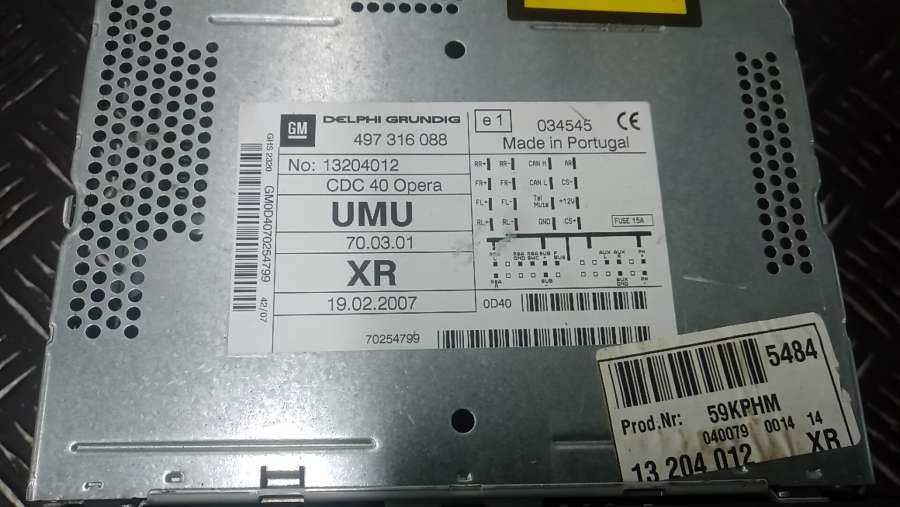 GM DELPHI GRUNDIG
497 316 088
No: 13204012
CDC 40 Opera
UMU
70.03.01
XR
19.02.2007
70254799
GHS 2320
GM0D4070254799
42/07
e1 034545 CE
Made in Portugal
RR+ RR- CAN H AR
FR+ FR- CAN L CS-
FL+ FL- Tel Mute +12V
RL+ RL- GND CS+
FUSE 15A
0D40
5484
Prod.Nr: 59KPHM
040079 0014 14
13 204 012 XR